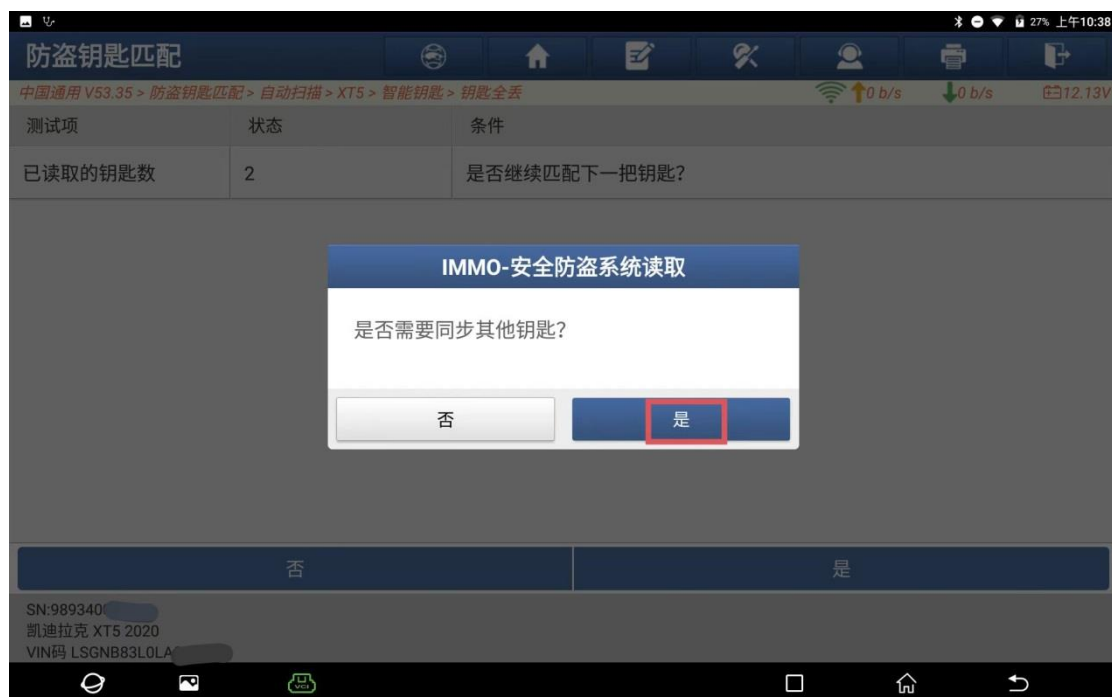 27% 上午10:38
防盗钥匙匹配
中国通用 V53.35 > 防盗钥匙匹配 > 自动扫描 > XT5 > 智能钥匙 > 钥匙全丢 0 b/s 0 b/s 12.13V
测试项 状态 条件
已读取的钥匙数 2 是否继续匹配下一把钥匙？
IMMO-安全防盗系统读取
是否需要同步其他钥匙？
否 是
否 是
SN:989340
凯迪拉克 XT5 2020
VIN码 LSGNB83L0LA
VCI